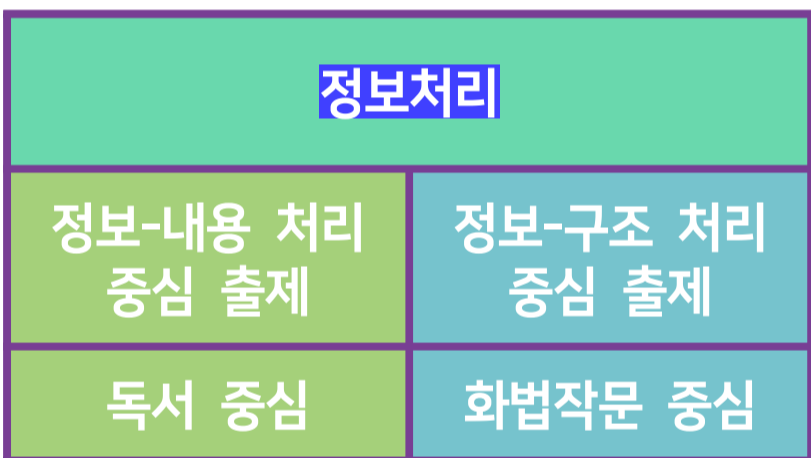 정보처리
정보-내용 처리
중심 출제
정보-구조 처리
중심 출제
독서 중심
화법작문 중심